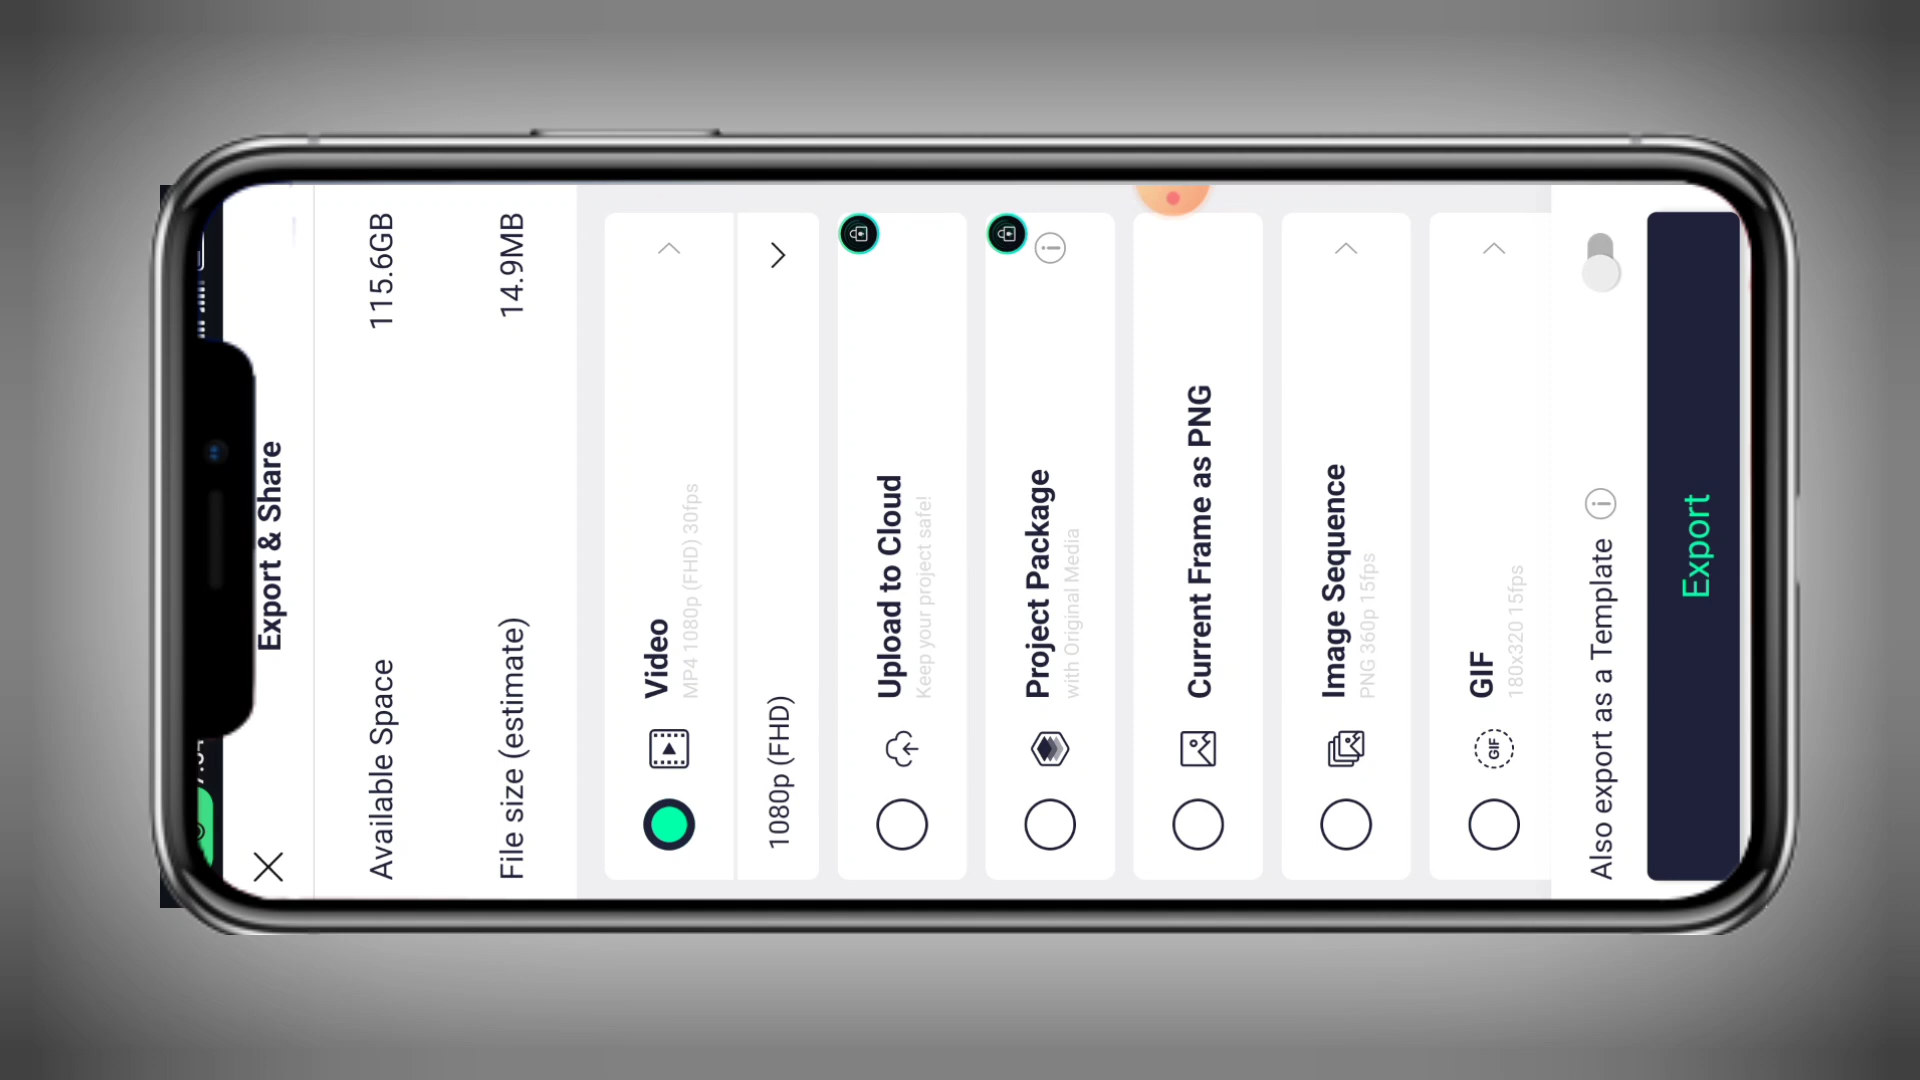 Export & Share
Available Space 115.6GB
File size (estimate) 14.9MB
Video
MP4 1080p (FHD) 30fps
1080p (FHD)
Upload to Cloud
Keep your project safe!
Project Package
with Original Media
Current Frame as PNG
Image Sequence
PNG 360p 15fps
GIF
GIF
180x320 15fps
Also export as a Template
Export